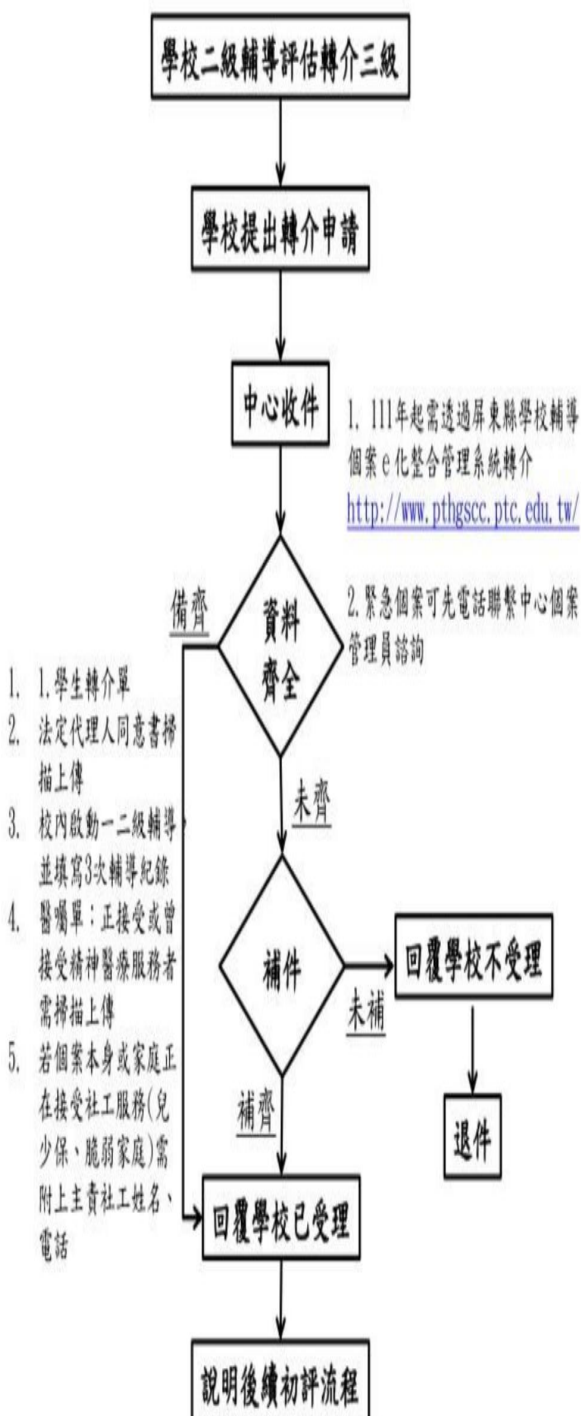 學校二級輔導評估轉介三級
學校提出轉介申請
中心收件
1. 111年起需透過屏東縣學校輔導
個案e化整合管理系統轉介
http://www.pthgscc.ptc.edu.tw/
2.緊急個案可先電話聯繫中心個案
管理員諮詢
備齊
資料
齊全
1. 1.學生轉介單
2. 法定代理人同意書掃
描上傳
3. 校內啟動一二級輔導
並填寫3次輔導紀錄
4. 醫囑單：正接受或曾
接受精神醫療服務者
需掃描上傳
5. 若個案本身或家庭正
在接受社工服務(兒
少保、脆弱家庭)需
附上主責社工姓名、
電話
未齊
補件
未補
回覆學校不受理
退件
補齊
回覆學校已受理
說明後續初評流程